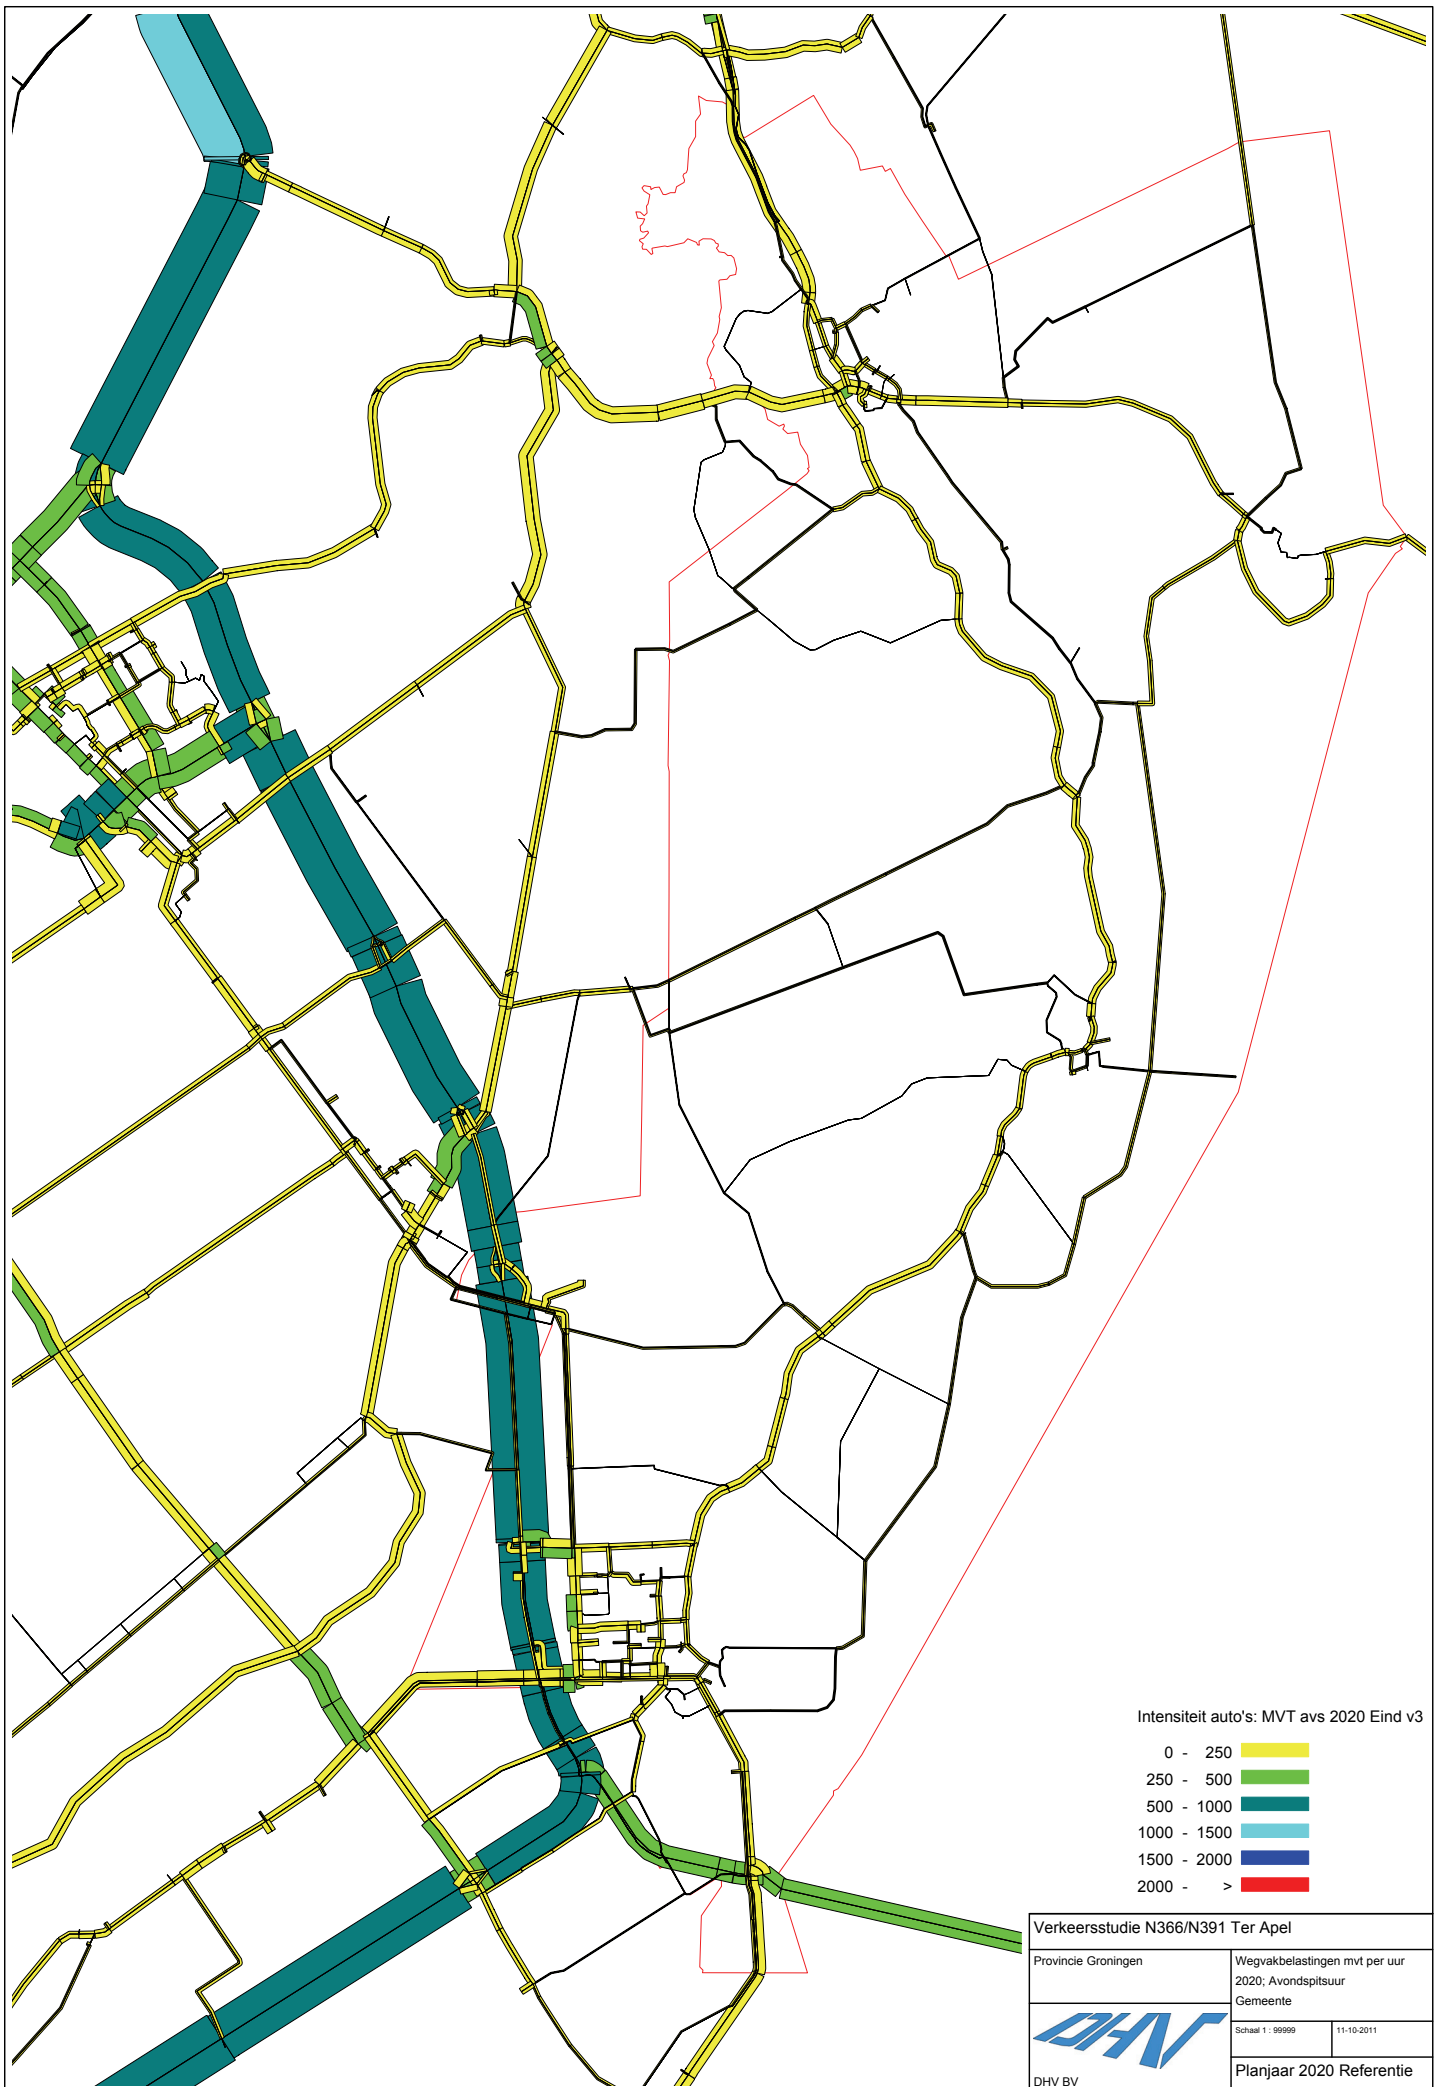 Intensiteit auto's: MVT avs 2020 Eind v3
0 - 250
250 - 500
500 - 1000
1000 - 1500
1500 - 2000
2000 - >
Verkeersstudie N366/N391 Ter Apel
Provincie Groningen
Wegvakbelastingen mvt per uur
2020; Avondspitsuur
Gemeente
Schaal 1 : 99999
11-10-2011
DHV
DHV BV
Planjaar 2020 Referentie